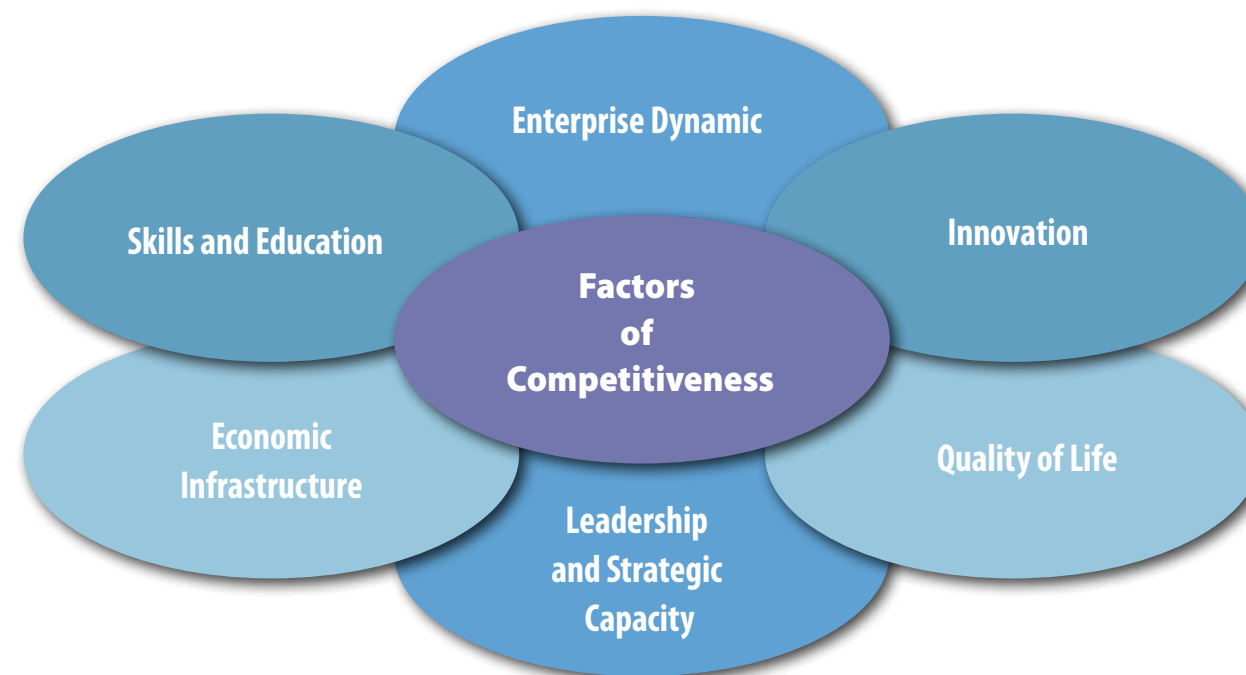 Enterprise Dynamic
Skills and Education
Innovation
Factors
of
Competitiveness
Economic
Infrastructure
Quality of Life
Leadership
and Strategic
Capacity